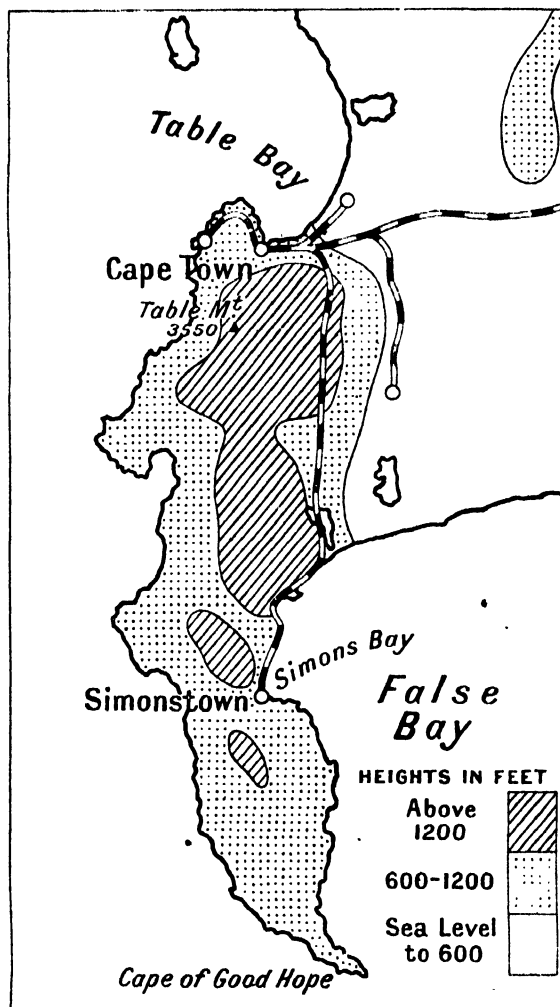 Table Bay
Cape Town
Table Mt
3550
Simons Bay
Simonstown
False
Bay
HEIGHTS IN FEET
Above
1200
600-1200
Sea Level
to 600
Cape of Good Hope